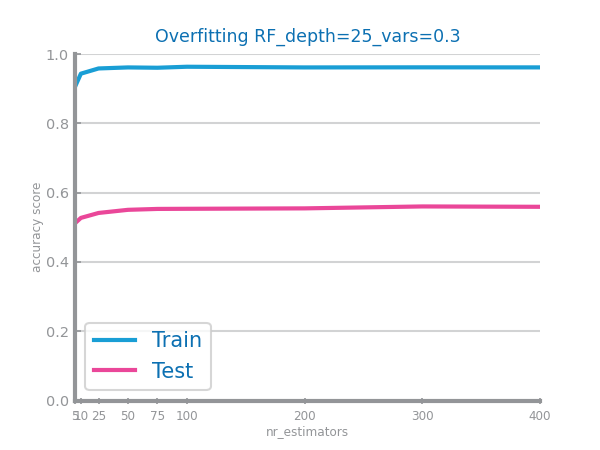 Overfitting RF_depth=25_vars=0.3
1.0
0.8
0.6
0.4
0.2
0.0
accuracy score
Train
Test
5 10 25 50 75 100 200 300 400
nr_estimators